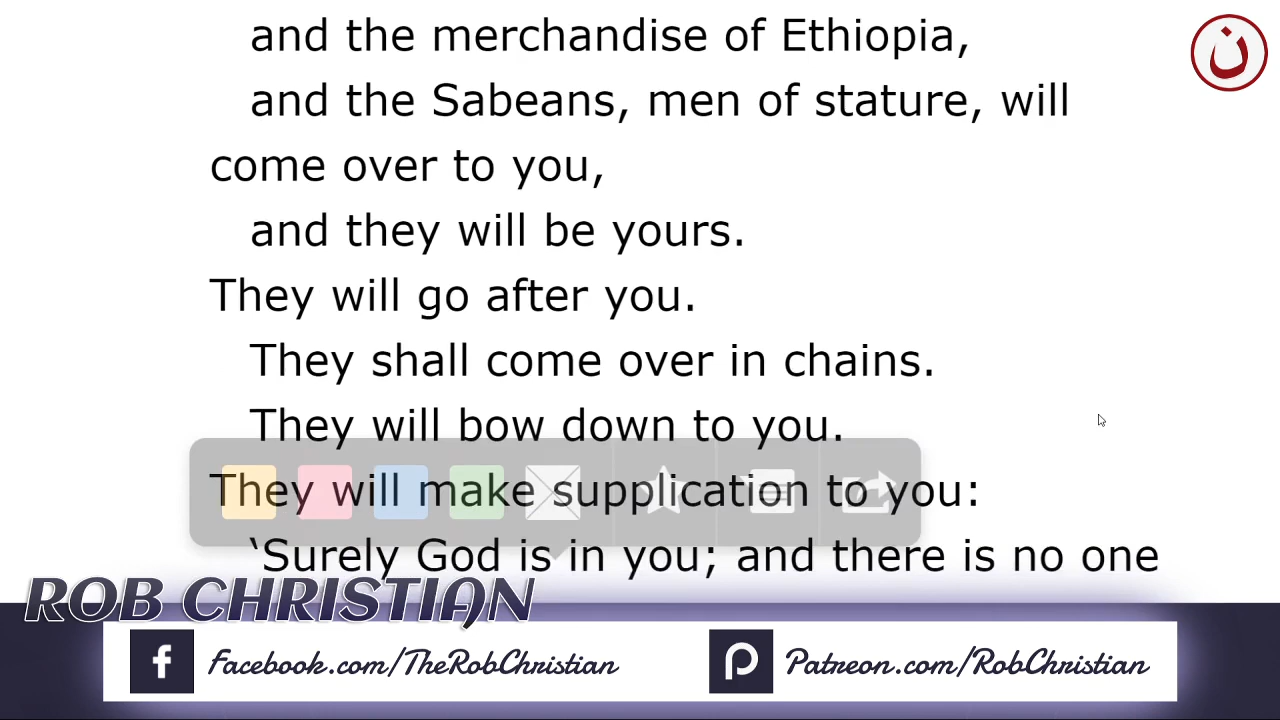 and the merchandise of Ethiopia,
and the Sabeans, men of stature, will
come over to you,
and they will be yours.
They will go after you.
They shall come over in chains.
They will bow down to you.
They will make supplication to you:
‘Surely God is in you; and there is no one
ROB CHRISTIAN
Facebook.com/TheRobChristian
Patreon.com/RobChristian
ن